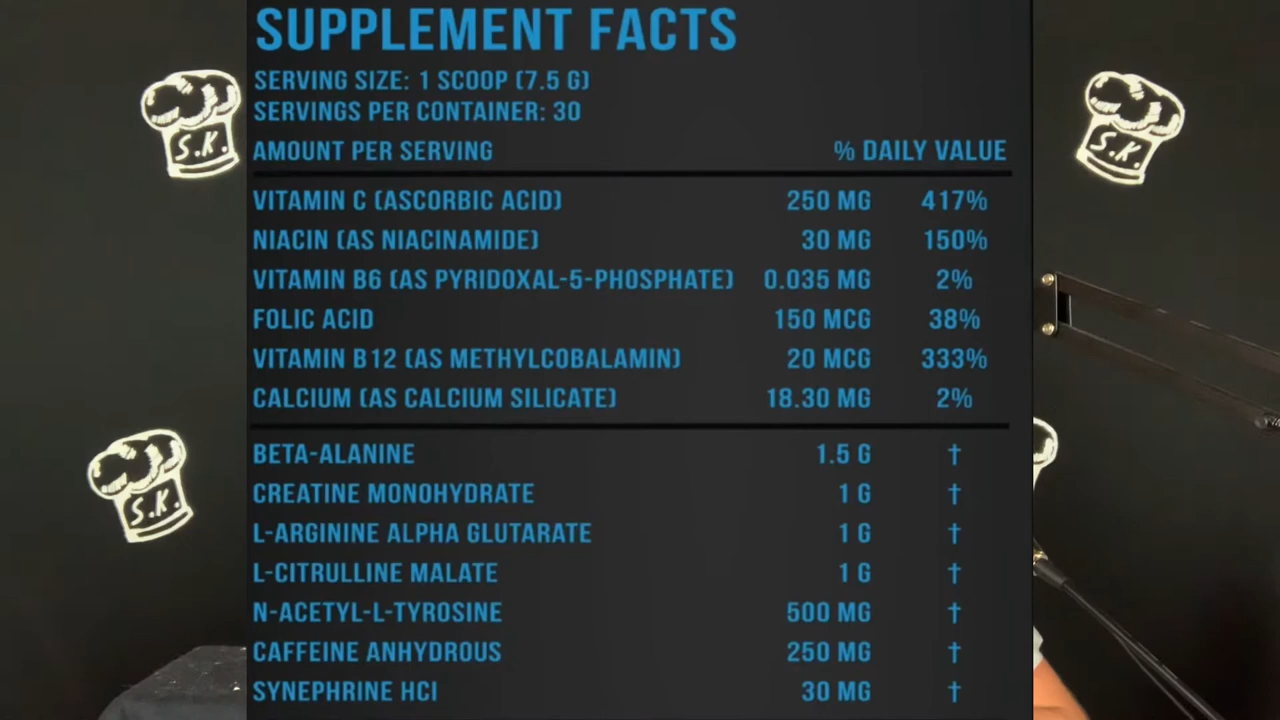 SUPPLEMENT FACTS
SERVING SIZE: 1 SCOOP (7.5 G)
SERVINGS PER CONTAINER: 30
AMOUNT PER SERVING % DAILY VALUE
VITAMIN C (ASCORBIC ACID) 250 MG 417%
NIACIN (AS NIACINAMIDE) 30 MG 150%
VITAMIN B6 (AS PYRIDOXAL-5-PHOSPHATE) 0.035 MG 2%
FOLIC ACID 150 MCG 38%
VITAMIN B12 (AS METHYLCOBALAMIN) 20 MCG 333%
CALCIUM (AS CALCIUM SILICATE) 18.30 MG 2%
BETA-ALANINE 1.5 G †
CREATINE MONOHYDRATE 1 G †
L-ARGININE ALPHA GLUTARATE 1 G †
L-CITRULLINE MALATE 1 G †
N-ACETYL-L-TYROSINE 500 MG †
CAFFEINE ANHYDROUS 250 MG †
SYNEPHRINE HCl 30 MG †
S.K.
S.K.
S.K.